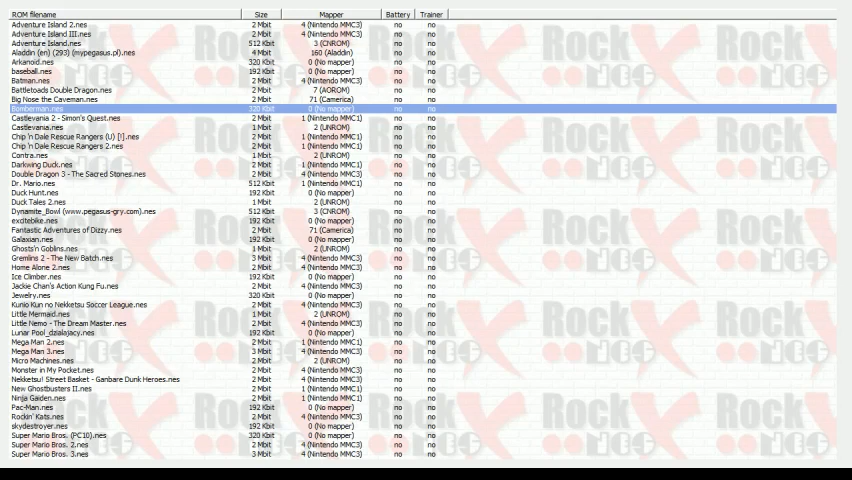 ROM filename Size Mapper Battery Trainer
Adventure Island 2.nes 2 Mbit 4 (Nintendo MMC3) no no
Adventure Island III.nes 2 Mbit 4 (Nintendo MMC3) no no
Adventure Island.nes 512 Kbit 3 (CNROM) no no
Aladdin (en) (293) (mypegasus.pl).nes 4 Mbit 160 (Aladdin) no no
Arkanoid.nes 320 Kbit 0 (No mapper) no no
baseball.nes 192 Kbit 0 (No mapper) no no
Batman.nes 2 Mbit 4 (Nintendo MMC3) no no
Battletoads Double Dragon.nes 2 Mbit 7 (AOROM) no no
Big Nose the Caveman.nes 2 Mbit 71 (Camerica) no no
Bomberman.nes 320 Kbit 0 (No mapper) no no
Castlevania 2 - Simon's Quest.nes 2 Mbit 1 (Nintendo MMC1) no no
Castlevania.nes 1 Mbit 2 (UNROM) no no
Chip 'n Dale Rescue Rangers (U) [!].nes 2 Mbit 1 (Nintendo MMC1) no no
Chip 'n Dale Rescue Rangers 2.nes 2 Mbit 1 (Nintendo MMC1) no no
Contra.nes 1 Mbit 2 (UNROM) no no
Darkwing Duck.nes 2 Mbit 1 (Nintendo MMC1) no no
Double Dragon 3 - The Sacred Stones.nes 2 Mbit 4 (Nintendo MMC3) no no
Dr. Mario.nes 512 Kbit 1 (Nintendo MMC1) no no
Duck Hunt.nes 192 Kbit 0 (No mapper) no no
Duck Tales 2.nes 1 Mbit 2 (UNROM) no no
Dynamite_Bowl (www.pegasus-gry.com).nes 512 Kbit 3 (CNROM) no no
excitebike.nes 192 Kbit 0 (No mapper) no no
Fantastic Adventures of Dizzy.nes 2 Mbit 71 (Camerica) no no
Galaxian.nes 192 Kbit 0 (No mapper) no no
Ghosts'n Goblins.nes 1 Mbit 2 (UNROM) no no
Gremlins 2 - The New Batch.nes 3 Mbit 4 (Nintendo MMC3) no no
Home Alone 2.nes 2 Mbit 4 (Nintendo MMC3) no no
Ice Climber.nes 192 Kbit 0 (No mapper) no no
Jackie Chan's Action Kung Fu.nes 2 Mbit 4 (Nintendo MMC3) no no
Jewelry.nes 320 Kbit 0 (No mapper) no no
Kunio Kun no Nekketsu Soccer League.nes 2 Mbit 4 (Nintendo MMC3) no no
Little Mermaid.nes 1 Mbit 2 (UNROM) no no
Little Nemo - The Dream Master.nes 2 Mbit 4 (Nintendo MMC3) no no
Lunar Pool_dzialajacy.nes 192 Kbit 0 (No mapper) no no
Mega Man 2.nes 2 Mbit 1 (Nintendo MMC1) no no
Mega Man 3.nes 3 Mbit 4 (Nintendo MMC3) no no
Micro Machines.nes 2 Mbit 2 (UNROM) no no
Monster in My Pocket.nes 2 Mbit 4 (Nintendo MMC3) no no
Nekketsu! Street Basket - Ganbare Dunk Heroes.nes 2 Mbit 4 (Nintendo MMC3) no no
New Ghostbusters II.nes 2 Mbit 1 (Nintendo MMC1) no no
Ninja Gaiden.nes 2 Mbit 1 (Nintendo MMC1) no no
Pac-Man.nes 192 Kbit 0 (No mapper) no no
Rockin' Kats.nes 2 Mbit 4 (Nintendo MMC3) no no
skydestroyer.nes 192 Kbit 0 (No mapper) no no
Super Mario Bros. (PC10).nes 320 Kbit 0 (No mapper) no no
Super Mario Bros. 2.nes 2 Mbit 4 (Nintendo MMC3) no no
Super Mario Bros. 3.nes 3 Mbit 4 (Nintendo MMC3) no no